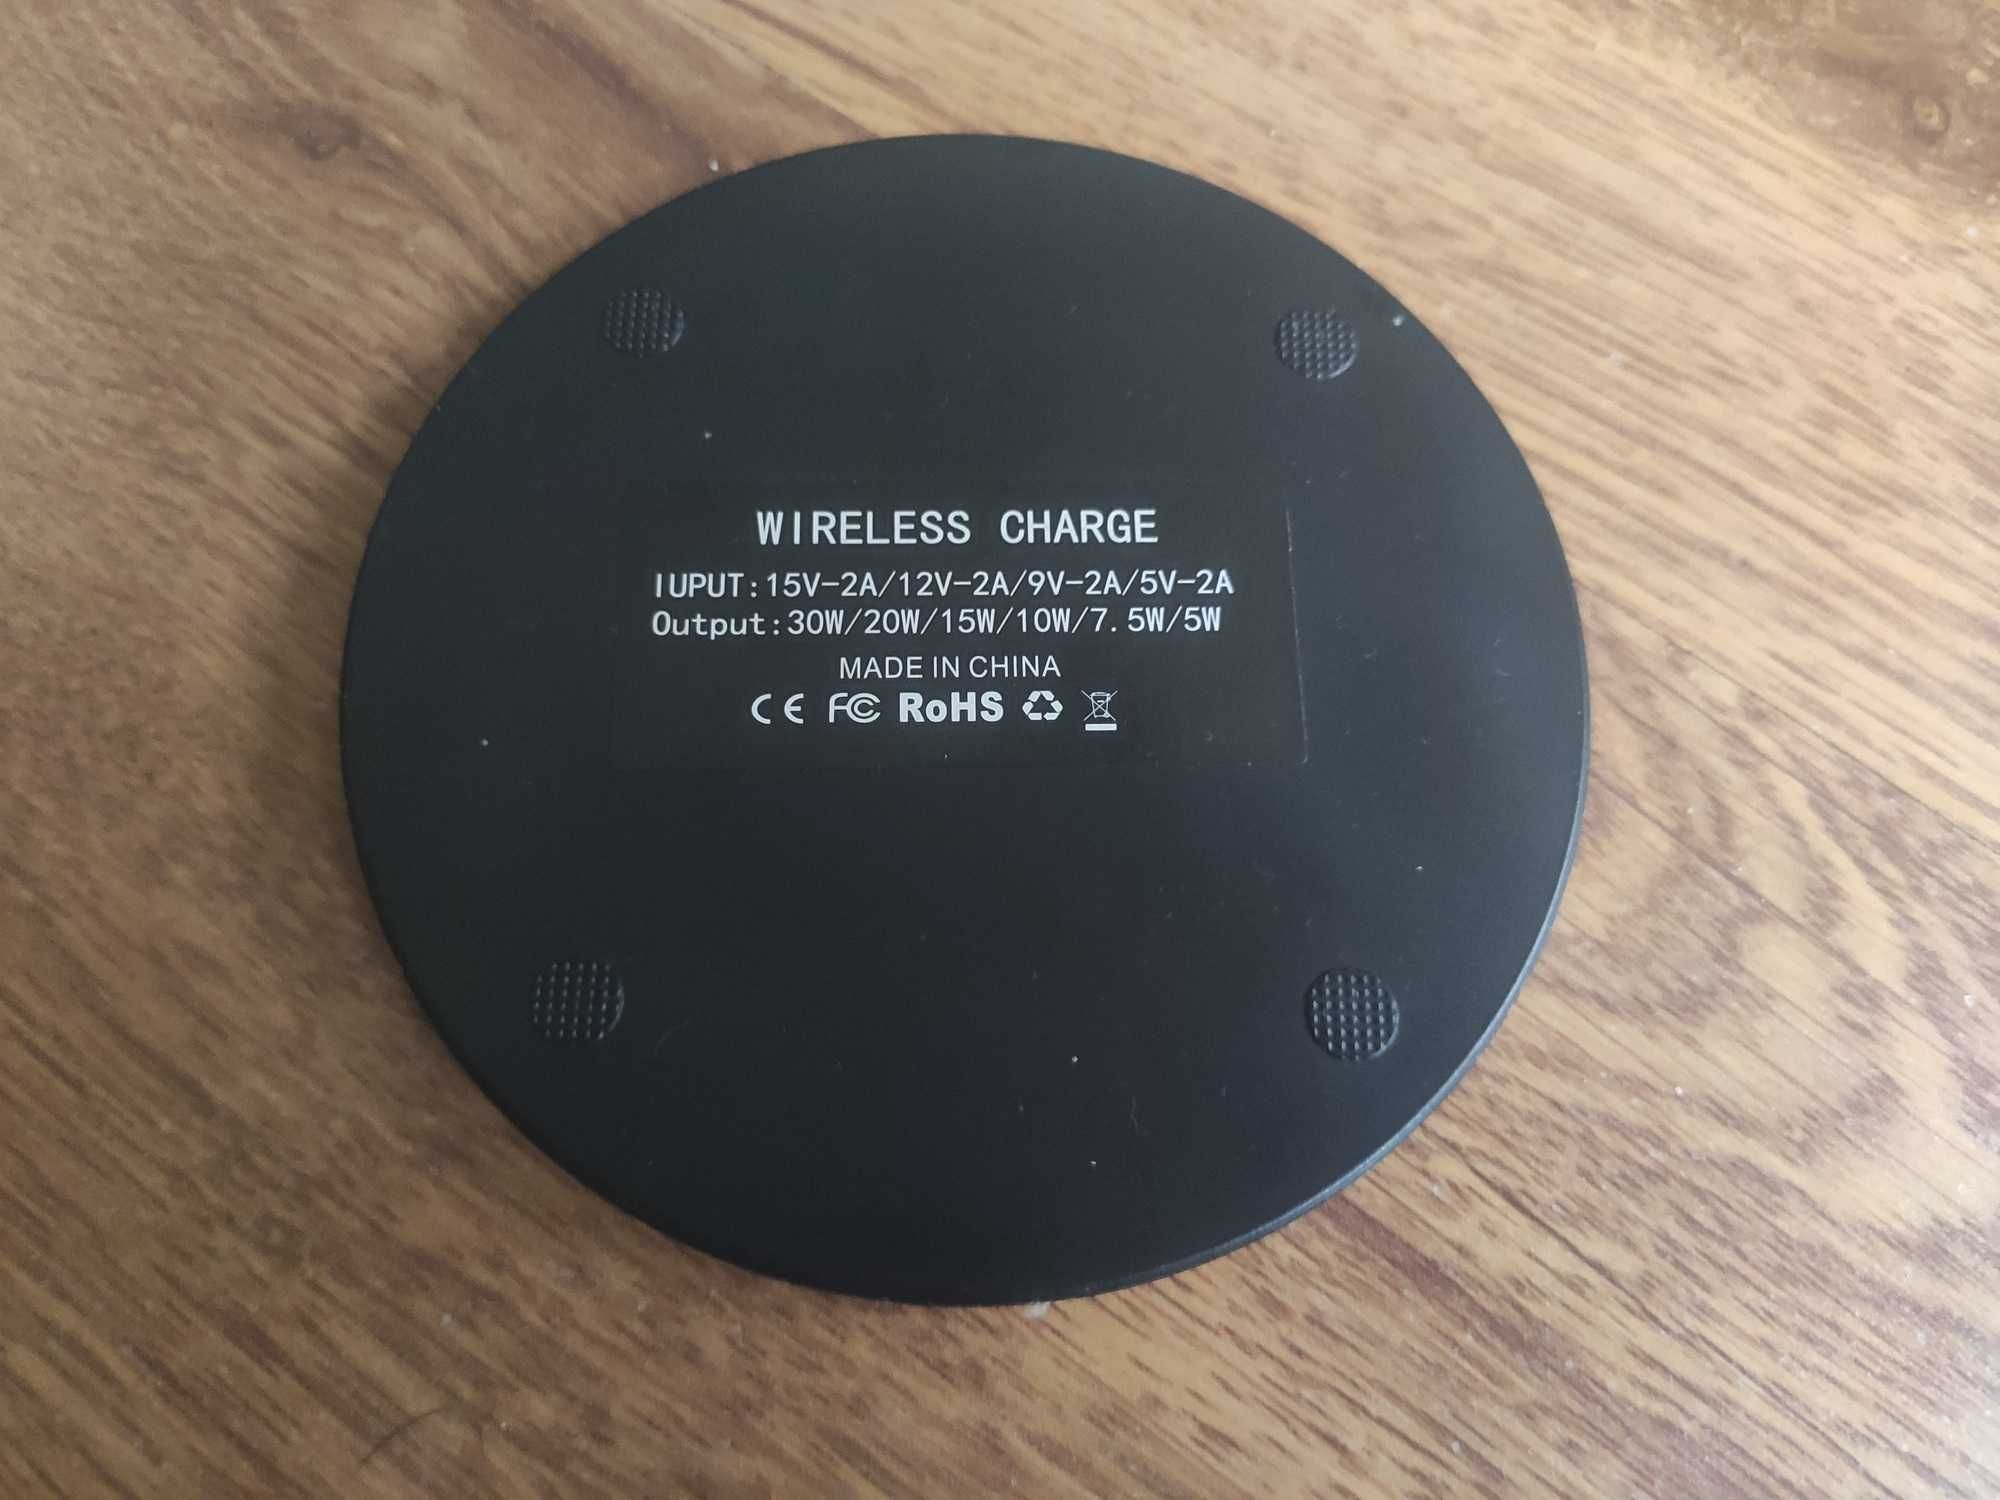 WIRELESS CHARGE
IUPUT:15V-2A/12V-2A/9V-2A/5V-2A
Output:30W/20W/15W/10W/7.5W/5W
MADE IN CHINA
CE FC RoHS